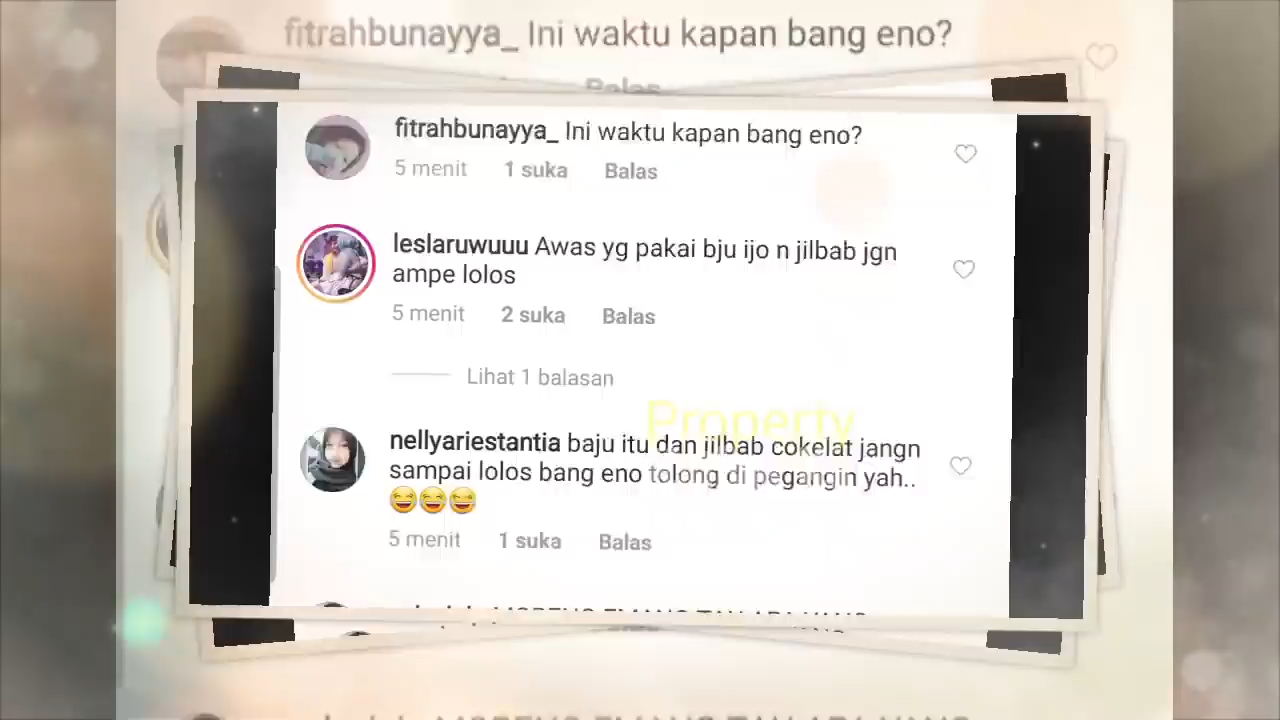 fitrahbunayya_ Ini waktu kapan bang eno?
Balas
fitrahbunayya_ Ini waktu kapan bang eno?
5 menit 1 suka Balas
leslaruwuuu Awas yg pakai bju ijo n jilbab jgn
ampe lolos
5 menit 2 suka Balas
Lihat 1 balasan
Property
nellyariestantia baju itu dan jilbab cokelat jangn
sampai lolos bang eno tolong di pegangin yah..
😆😆😆
5 menit 1 suka Balas